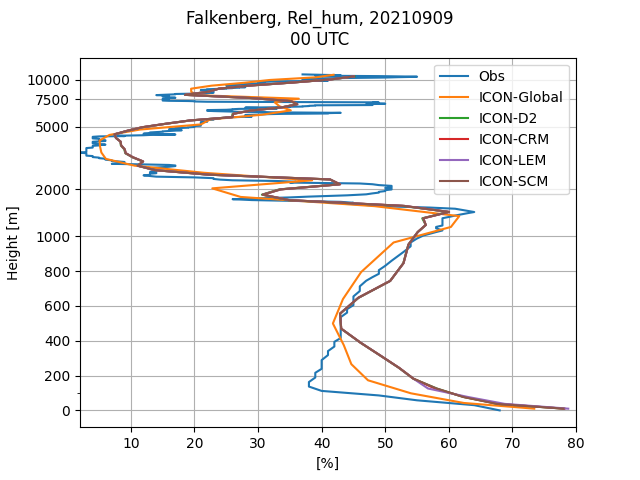 Falkenberg, Rel_hum, 20210909
00 UTC
Obs
ICON-Global
ICON-D2
ICON-CRM
ICON-LEM
ICON-SCM
Height [m]
10000
7500
5000
2000
1000
800
600
400
200
0
10 20 30 40 50 60 70 80
[%]